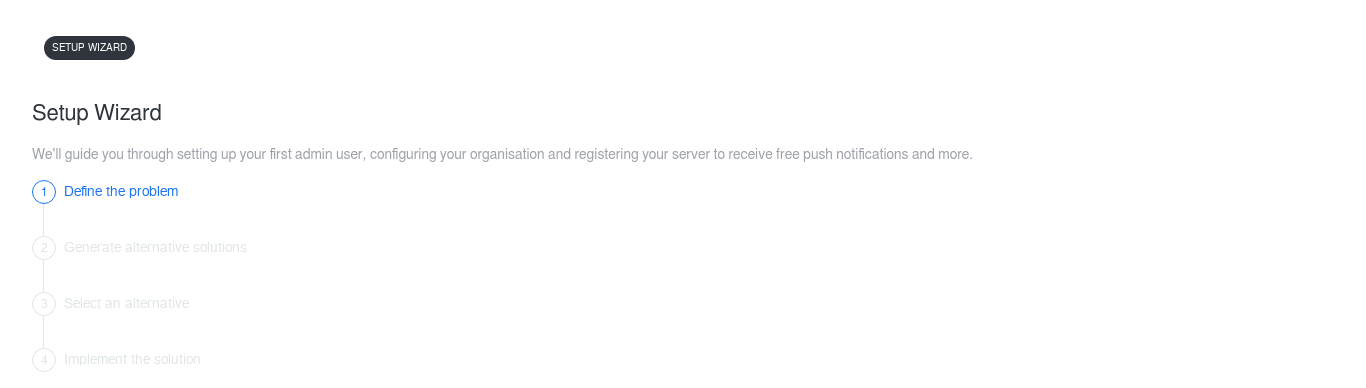 SETUP WIZARD
Setup Wizard
We'll guide you through setting up your first admin user, configuring your organisation and registering your server to receive free push notifications and more.
1 Define the problem
2 Generate alternative solutions
3 Select an alternative
4 Implement the solution